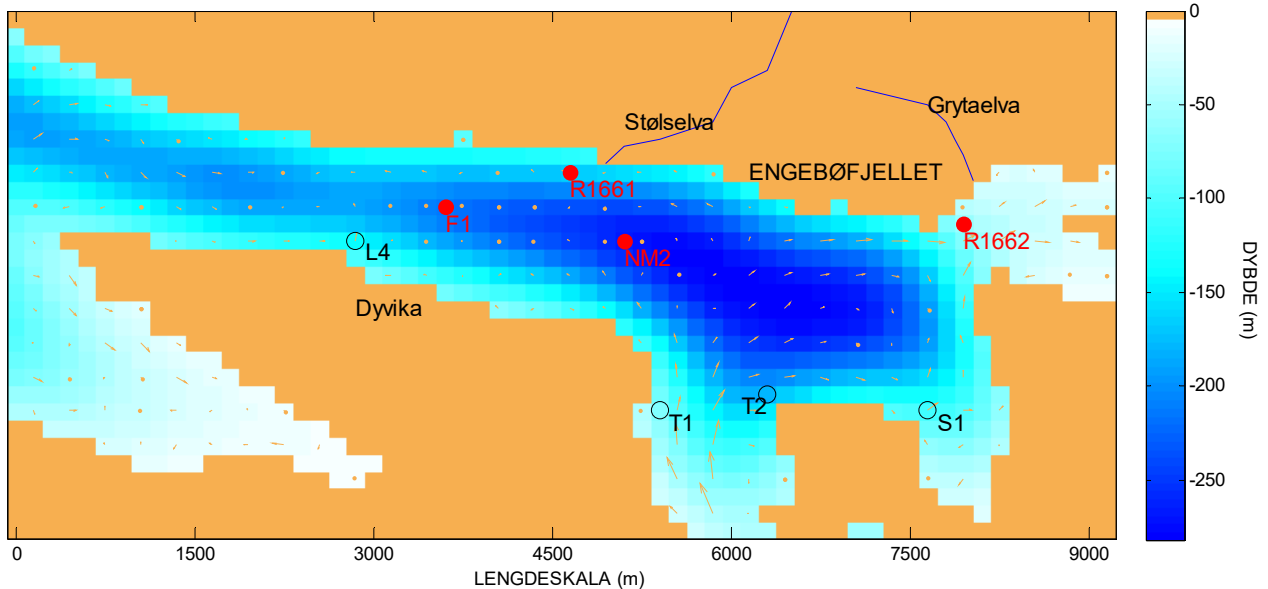 0
Grytaelva
Stølselva
-50
ENGEBØFJELLET
R1661
-100
F1
R1662
L4
NM2
DYBDE (m)
-150
Dyvika
-200
T2
T1
S1
-250
0 1500 3000 4500 6000 7500 9000
LENGDESKALA (m)